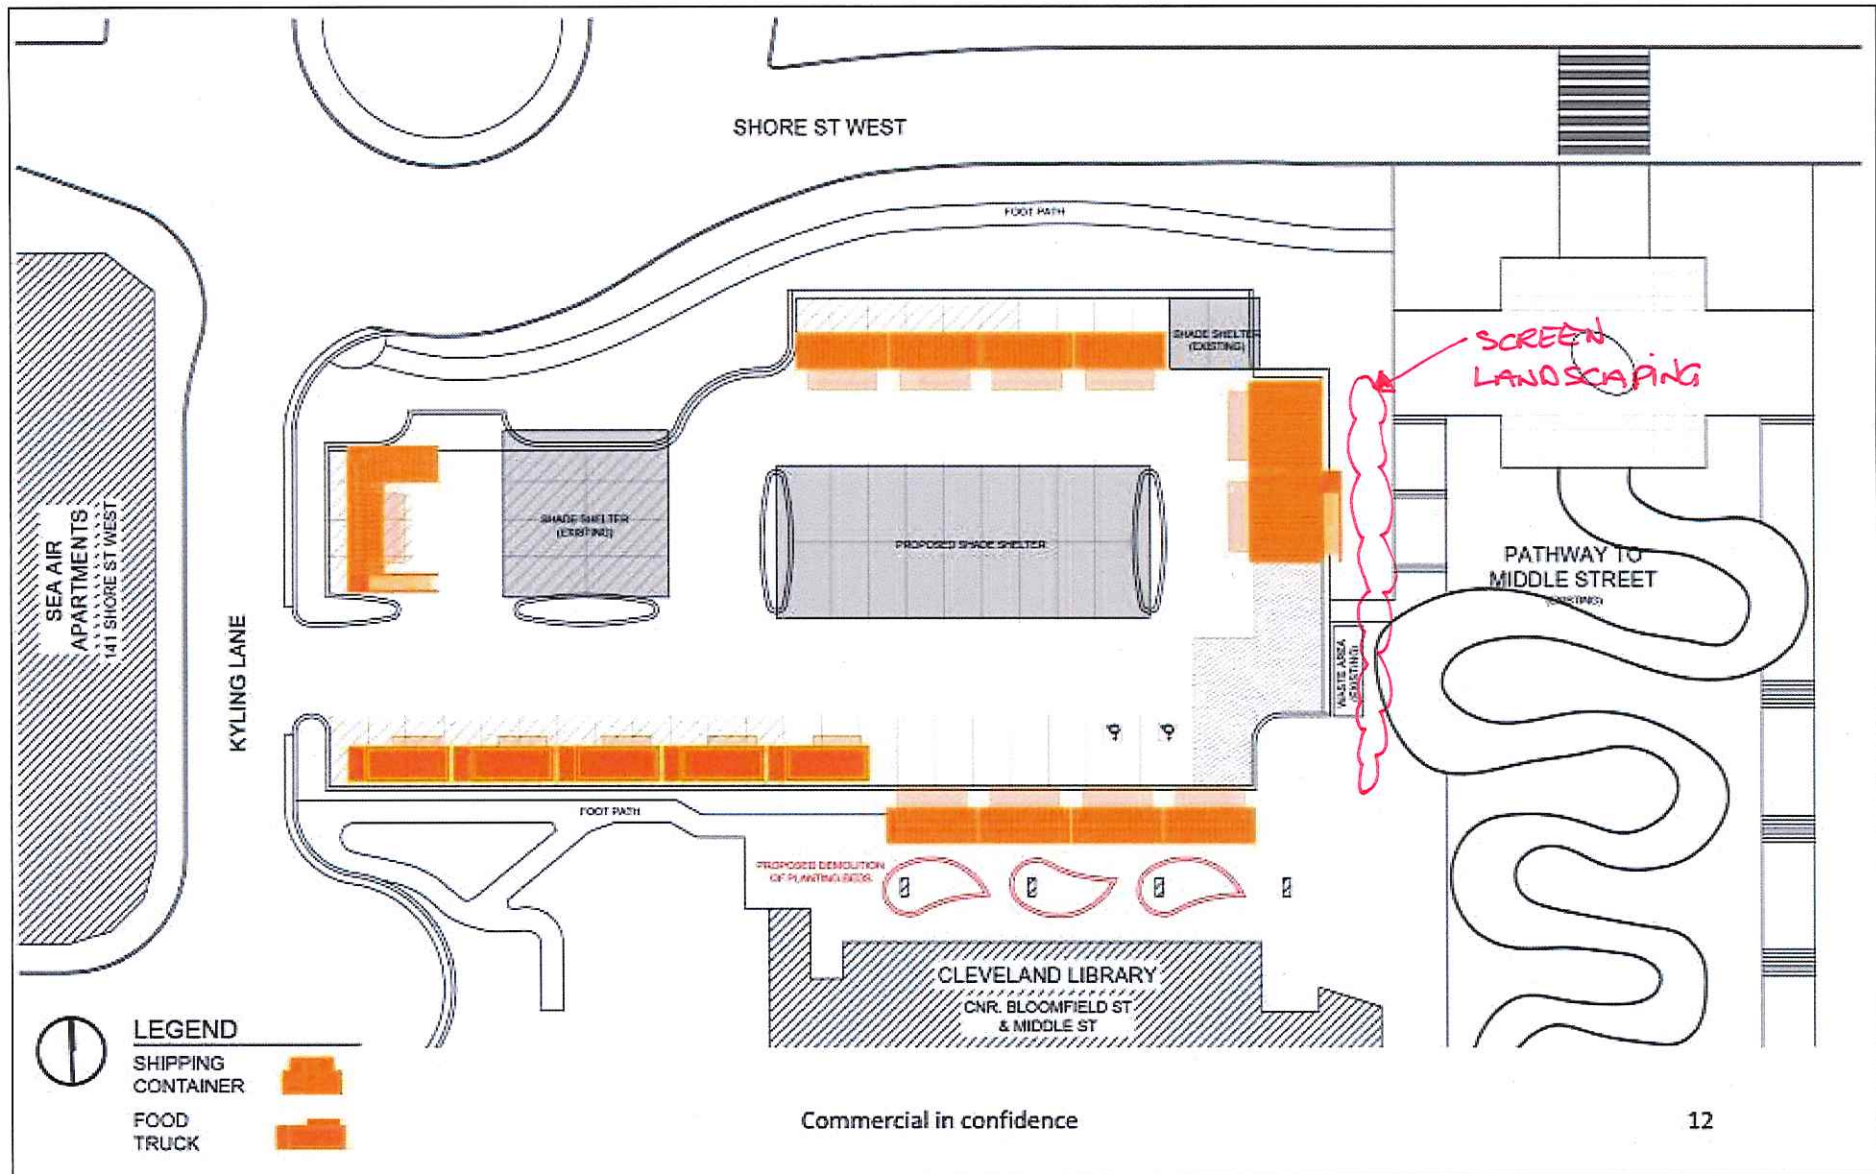 SHORE ST WEST
FOOT PATH
SHADE SHELTER
(EXISTING)
SCREEN
LANDSCAPING
SHADE SHELTER
(EXISTING)
PROPOSED SHADE SHELTER
SEA AIR
APARTMENTS
141 SHORE ST WEST
PATHWAY TO
MIDDLE STREET
(EXISTING)
KYLING LANE
WASTE AREA
(EXISTING)
FOOT PATH
PROPOSED DEMOLITION
OF PLANTING BEDS
CLEVELAND LIBRARY
CNR. BLOOMFIELD ST
& MIDDLE ST
LEGEND
SHIPPING
CONTAINER
FOOD
TRUCK
Commercial in confidence
12